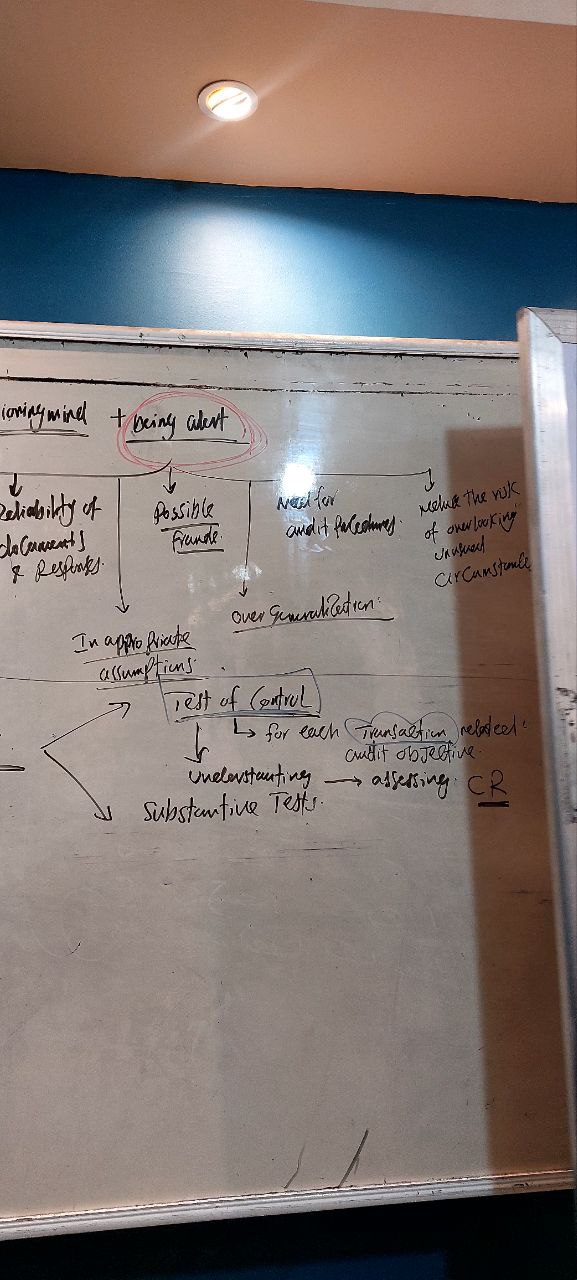 ioning mind + being alert
Reliability of
documents
& Responses.
Possible
Frauds
Need for
audit procedures.
Reduce the risk
of overlooking
unusual
circumstance
over Generalization.
In appropriate
assumptions.
Test of Control
for each Transaction related
audit objective.
understanting → assessing CR
Substantive Tests.